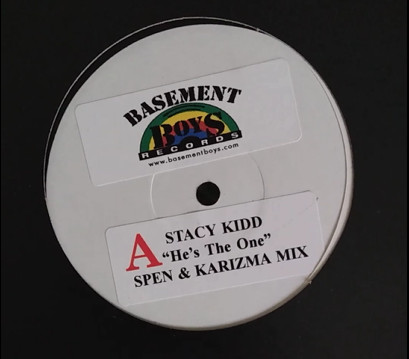 BASEMENT
BOYS
RECORDS
www.basementboys.com
A
STACY KIDD
"He's The One"
SPEN & KARIZMA MIX